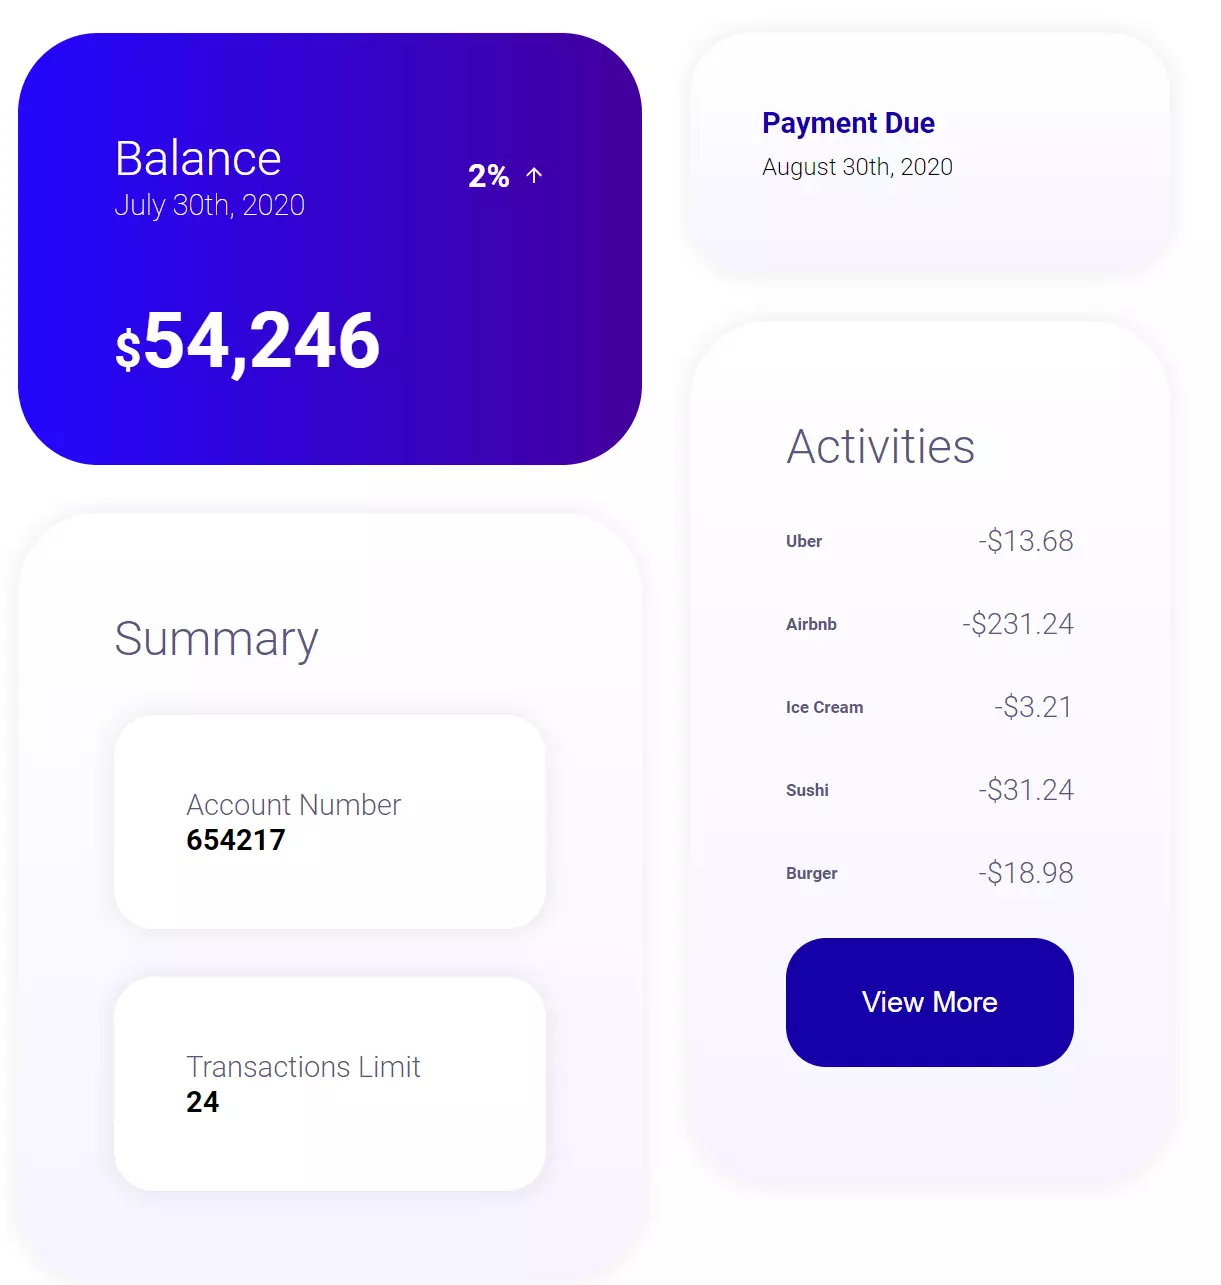 Balance
July 30th, 2020
2% ↑
$54,246
Summary
Account Number
654217
Transactions Limit
24
Payment Due
August 30th, 2020
Activities
Uber -$13.68
Airbnb -$231.24
Ice Cream -$3.21
Sushi -$31.24
Burger -$18.98
View More